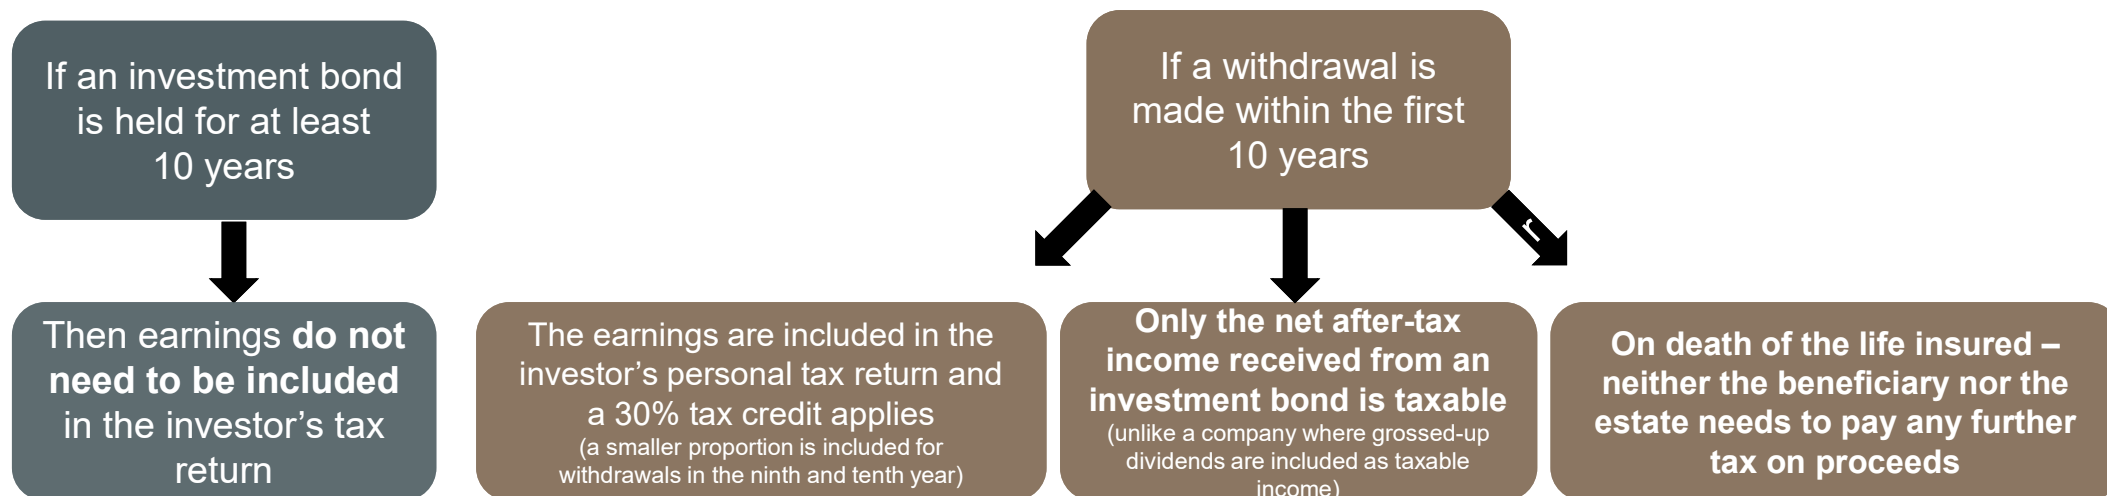 If an investment bond
is held for at least
10 years
If a withdrawal is
made within the first
10 years
r
Then earnings do not
need to be included
in the investor’s tax
return
The earnings are included in the
investor’s personal tax return and
a 30% tax credit applies
(a smaller proportion is included for
withdrawals in the ninth and tenth year)
Only the net after-tax
income received from an
investment bond is taxable
(unlike a company where grossed-up
dividends are included as taxable
income)
On death of the life insured –
neither the beneficiary nor the
estate needs to pay any further
tax on proceeds